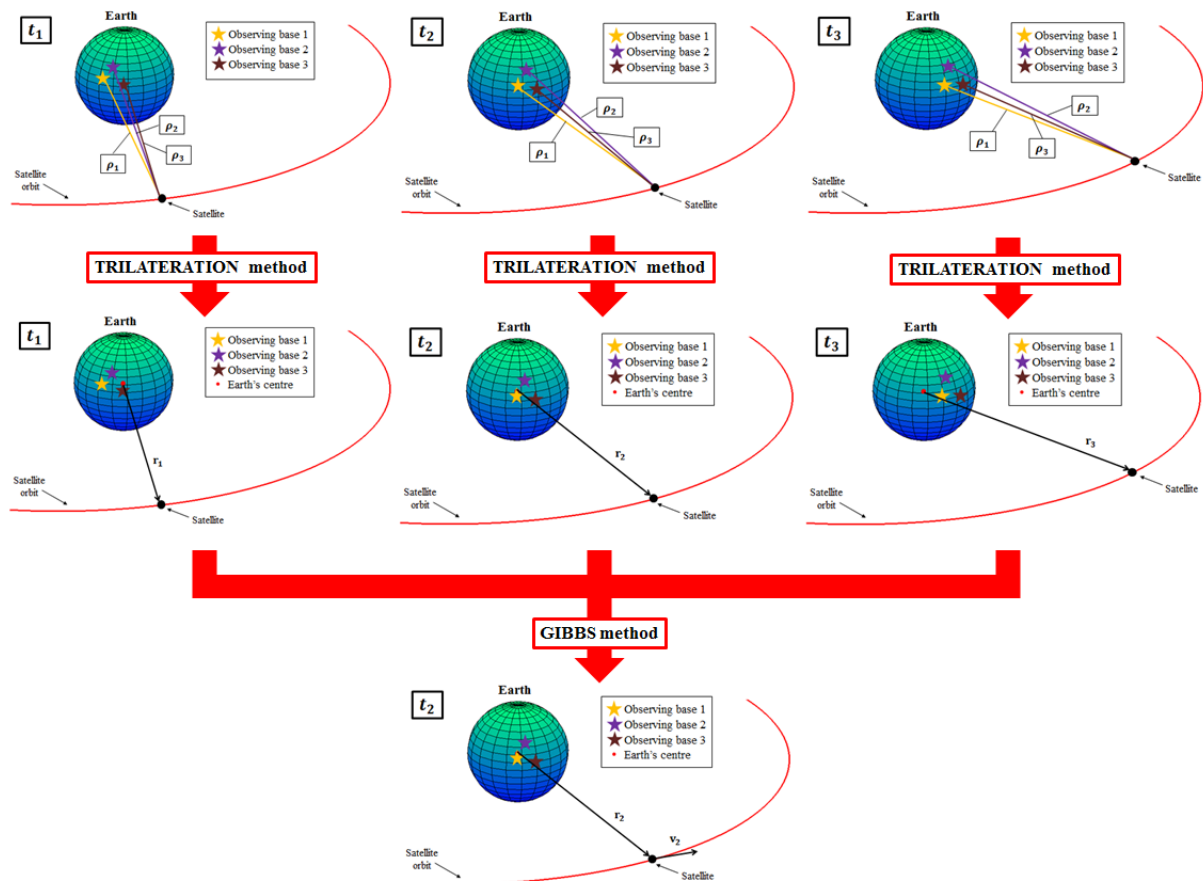 Earth
t₁
Observing base 1
Observing base 2
Observing base 3
ρ₂
ρ₁
ρ₃
Satellite
orbit
Satellite
Earth
t₂
Observing base 1
Observing base 2
Observing base 3
ρ₂
ρ₃
ρ₁
Satellite
orbit
Satellite
Earth
t₃
Observing base 1
Observing base 2
Observing base 3
ρ₂
ρ₁
ρ₃
Satellite
orbit
Satellite
TRILATERATION method
TRILATERATION method
TRILATERATION method
Earth
t₁
Observing base 1
Observing base 2
Observing base 3
Earth's centre
r₁
Satellite
orbit
Satellite
Earth
t₂
Observing base 1
Observing base 2
Observing base 3
Earth's centre
r₂
Satellite
orbit
Satellite
Earth
t₃
Observing base 1
Observing base 2
Observing base 3
Earth's centre
r₃
Satellite
orbit
Satellite
GIBBS method
Earth
t₂
Observing base 1
Observing base 2
Observing base 3
Earth's centre
r₂
v₂
Satellite
orbit
Satellite